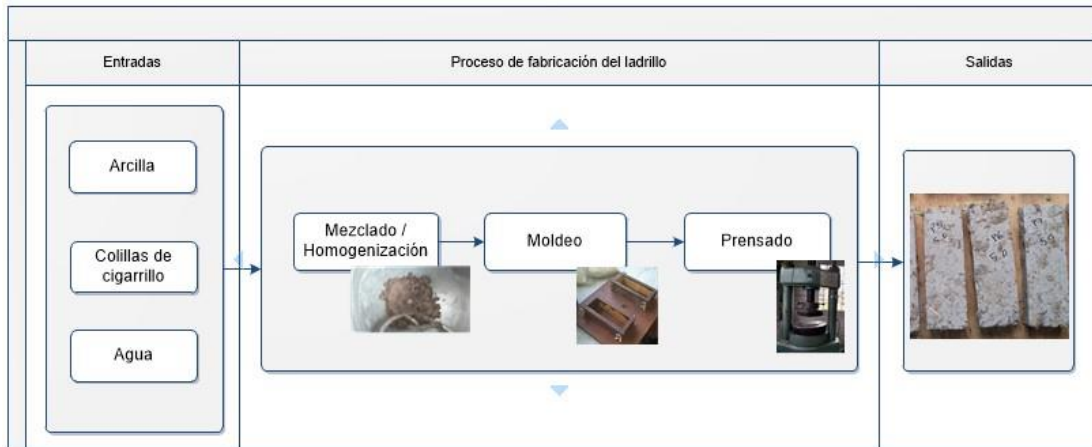 Entradas
Proceso de fabricación del ladrillo
Salidas
Arcilla
Colillas de
cigarrillo
Agua
Mezclado /
Homogenización
Moldeo
Prensado